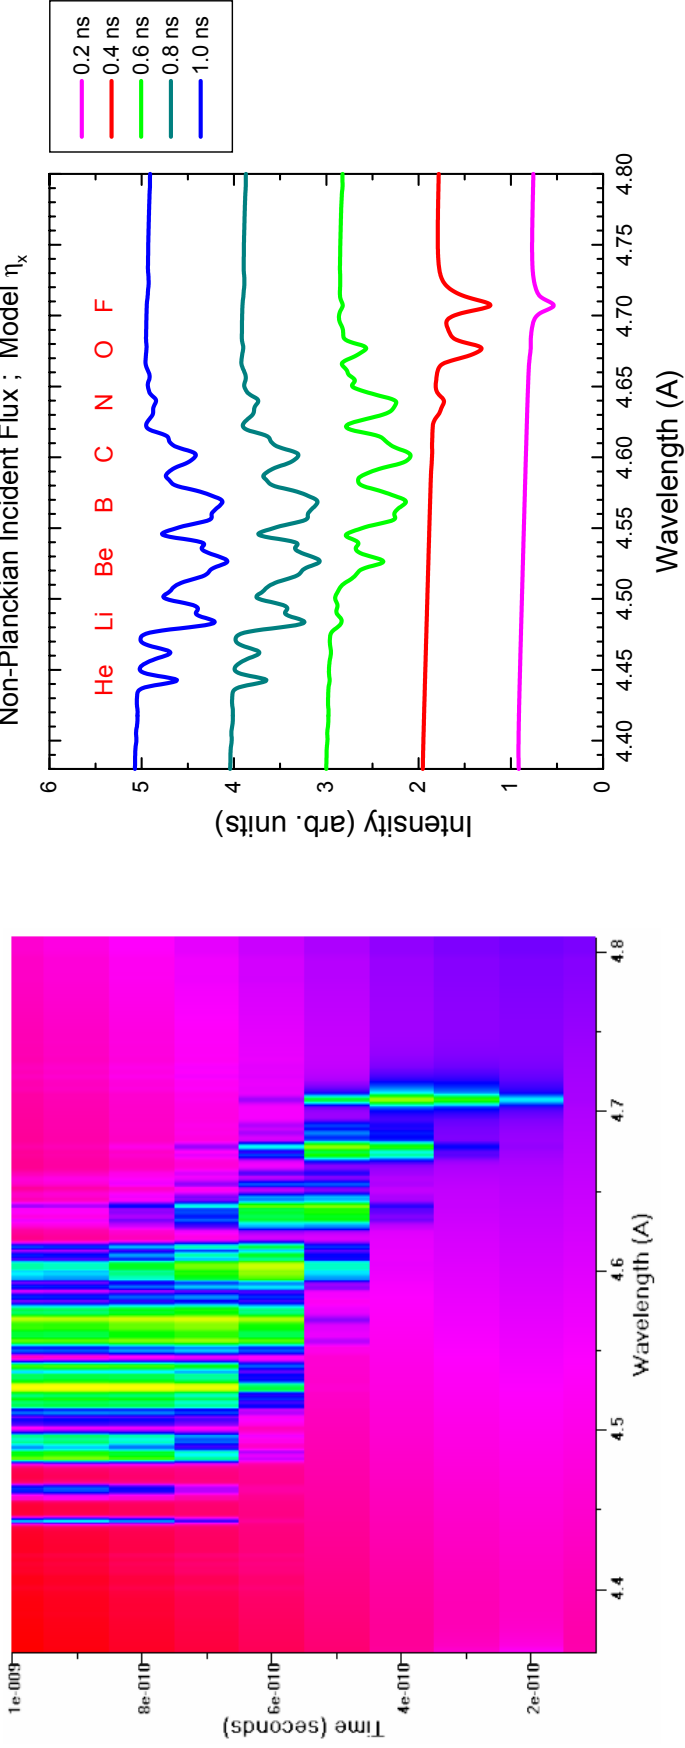 Non-Planckian Incident Flux ; Model ηx
0.2 ns
0.4 ns
0.6 ns
0.8 ns
1.0 ns
He Li Be B C N O F
6
5
4
3
2
1
0
Intensity (arb. units)
4.40 4.45 4.50 4.55 4.60 4.65 4.70 4.75 4.80
Wavelength (A)
1e-009
8e-010
6e-010
4e-010
2e-010
Time (seconds)
4.4 4.5 4.6 4.7 4.8
Wavelength (A)